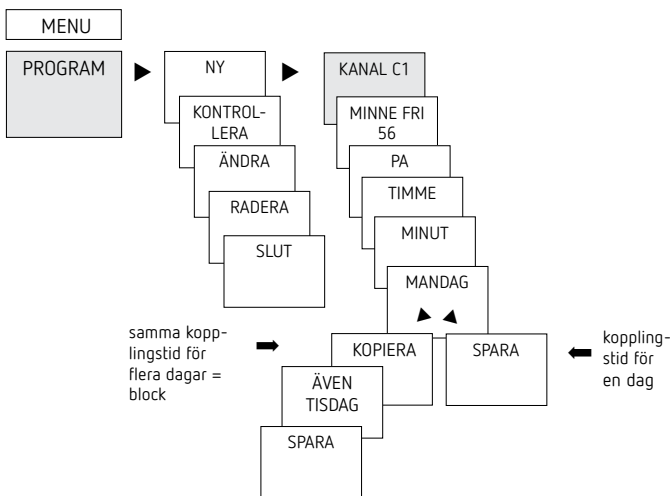 MENU
PROGRAM
NY
KONTROL-
LERA
ÄNDRA
RADERA
SLUT
KANAL C1
MINNE FRI
56
PA
TIMME
MINUT
MANDAG
samma kopp-
lingstid för
flera dagar =
block
KOPIERA
SPARA
koppling-
stid för
en dag
ÄVEN
TISDAG
SPARA